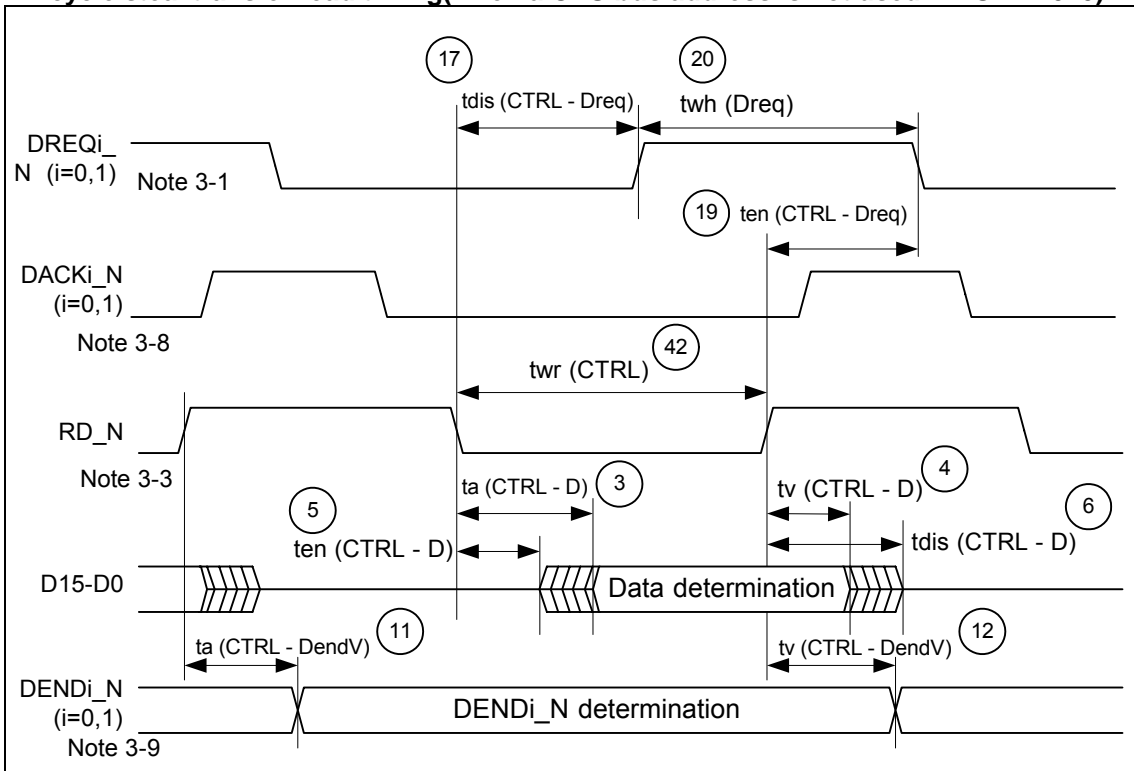 17
20
tdis (CTRL - Dreq)
twh (Dreq)
DREQi_
N (i=0,1)
Note 3-1
19
ten (CTRL - Dreq)
DACKi_N
(i=0,1)
Note 3-8
42
twr (CTRL)
RD_N
Note 3-3
ta (CTRL - D)
3
4
tv (CTRL - D)
5
6
ten (CTRL - D)
tdis (CTRL - D)
D15-D0
Data determination
11
ta (CTRL - DendV)
12
tv (CTRL - DendV)
DENDi_N
(i=0,1)
DENDi_N determination
Note 3-9